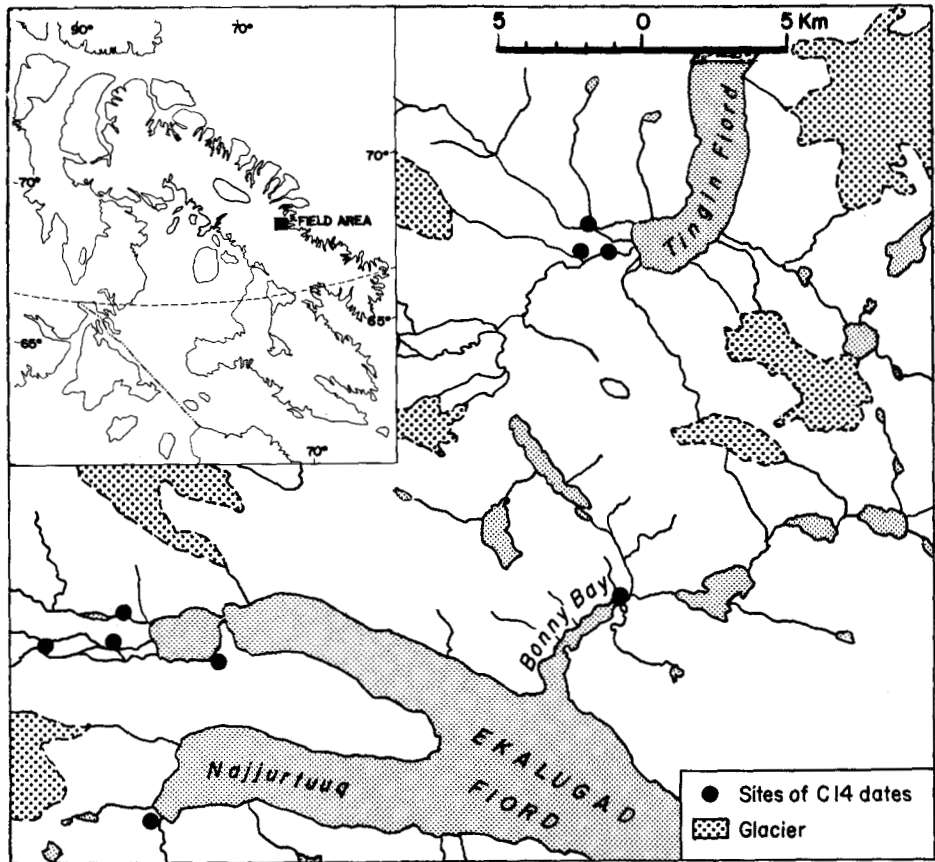 90° 70°
5 0 5 Km
70°
70°
FIELD AREA
65°
65°
70°
Tingin Fiord
Bonny Bay
EKALUGAD
FIORD
Najjurtuuq
Sites of C14 dates
Glacier